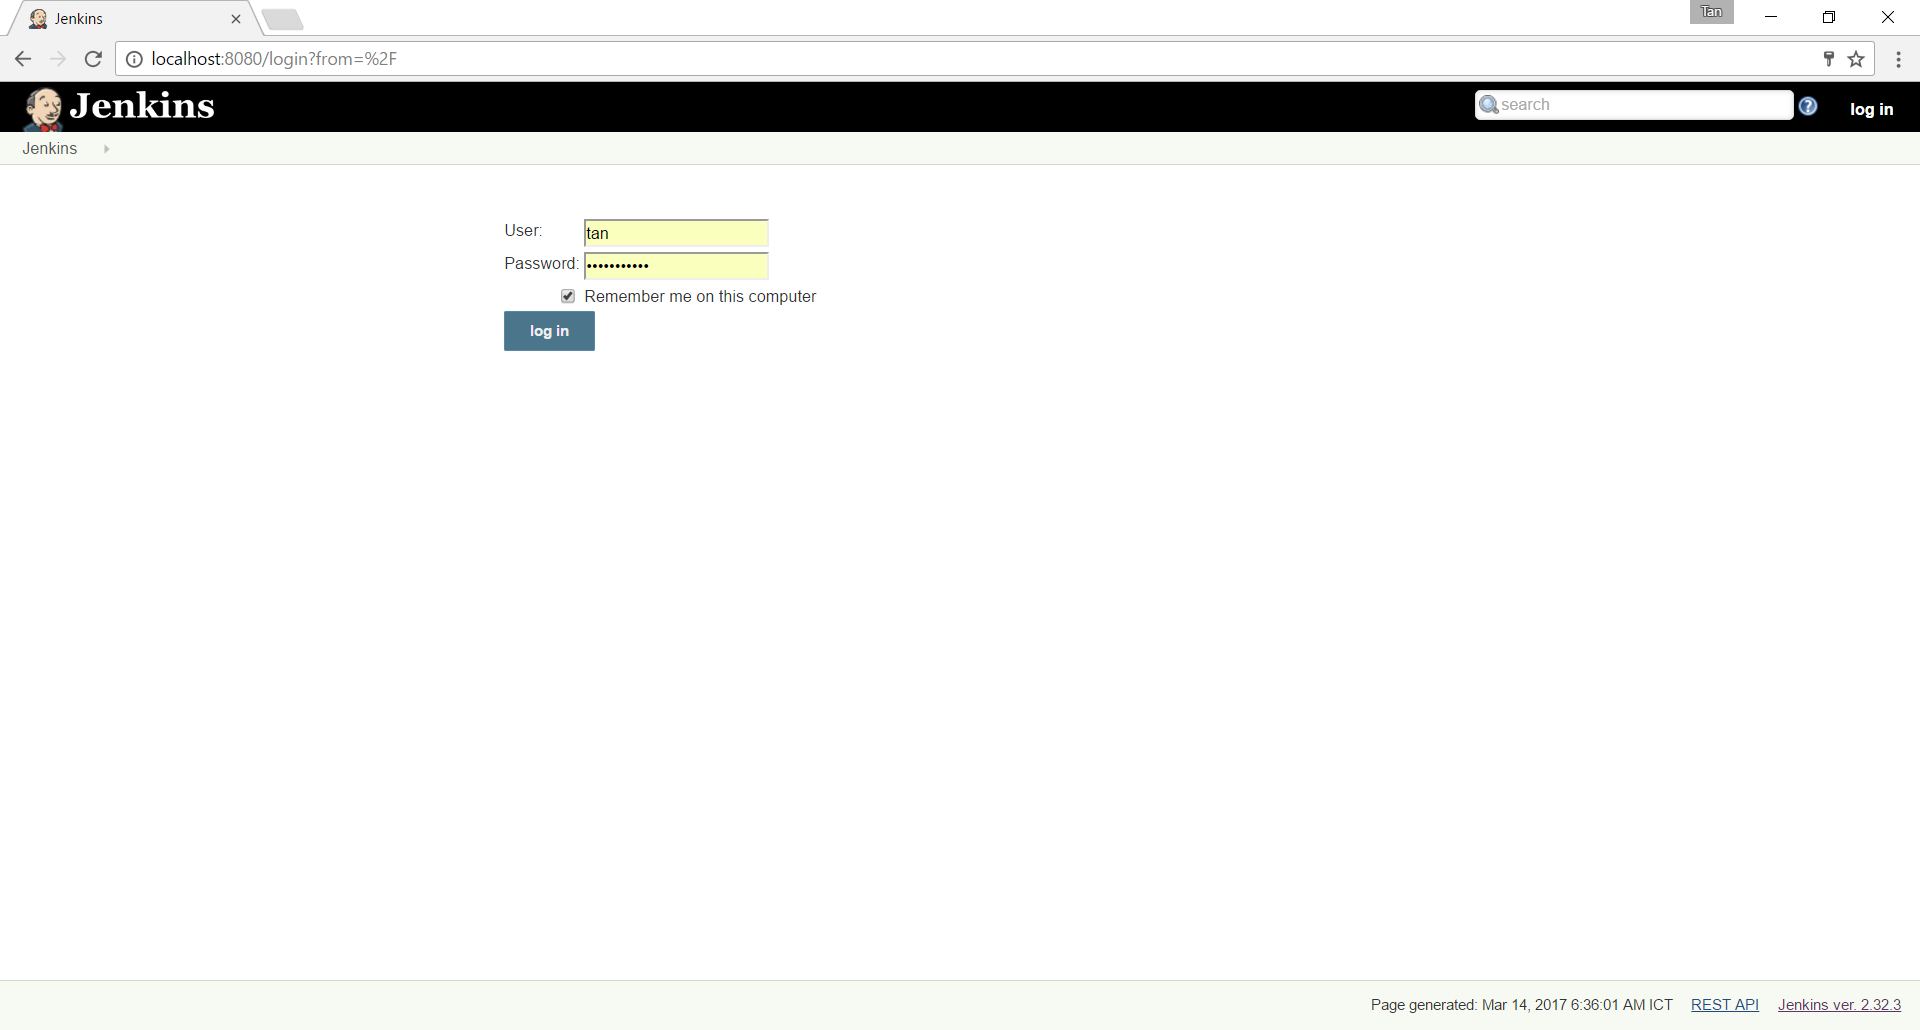 Jenkins
Tan
localhost:8080/login?from=%2F
Jenkins
search
log in
Jenkins
User:
tan
Password:
•••••••••••
Remember me on this computer
log in
Page generated: Mar 14, 2017 6:36:01 AM ICT REST API Jenkins ver. 2.32.3